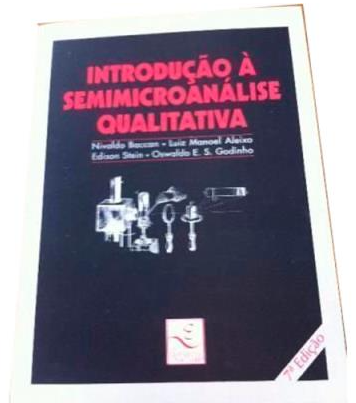 INTRODUÇÃO À
SEMIMICROANÁLISE
QUALITATIVA
Nivaldo Baccan - Luiz Manoel Aleixo
Edison Stein - Oswaldo E. S. Godinho
7ª Edição